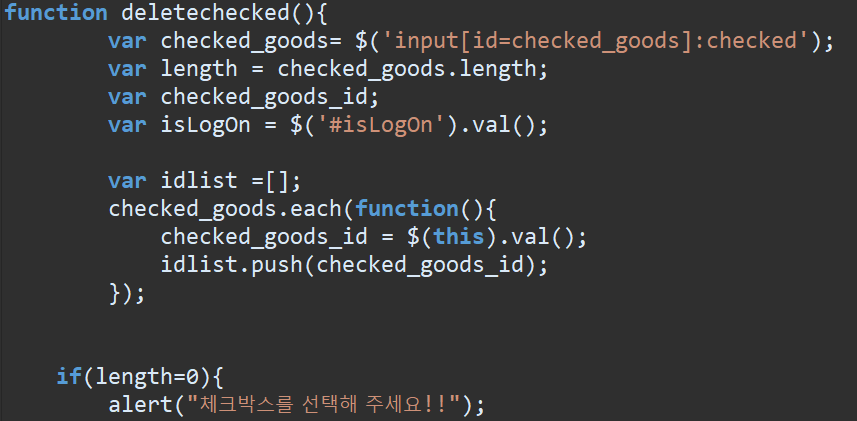 function deletechecked(){
var checked_goods= $('input[id=checked_goods]:checked');
var length = checked_goods.length;
var checked_goods_id;
var isLogOn = $('#isLogOn').val();
var idlist =[];
checked_goods.each(function(){
checked_goods_id = $(this).val();
idlist.push(checked_goods_id);
});
if(length=0){
alert("체크박스를 선택해 주세요!!");